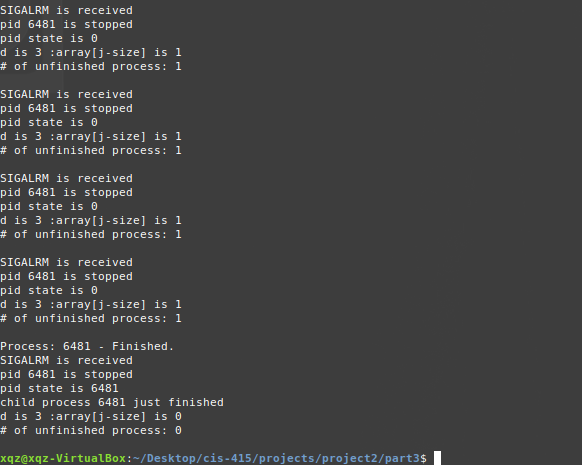 SIGALRM is received
pid 6481 is stopped
pid state is 0
d is 3 :array[j-size] is 1
# of unfinished process: 1
SIGALRM is received
pid 6481 is stopped
pid state is 0
d is 3 :array[j-size] is 1
# of unfinished process: 1
SIGALRM is received
pid 6481 is stopped
pid state is 0
d is 3 :array[j-size] is 1
# of unfinished process: 1
SIGALRM is received
pid 6481 is stopped
pid state is 0
d is 3 :array[j-size] is 1
# of unfinished process: 1
Process: 6481 - Finished.
SIGALRM is received
pid 6481 is stopped
pid state is 6481
child process 6481 just finished
d is 3 :array[j-size] is 0
# of unfinished process: 0
xqz@xqz-VirtualBox:~/Desktop/cis-415/projects/project2/part3$